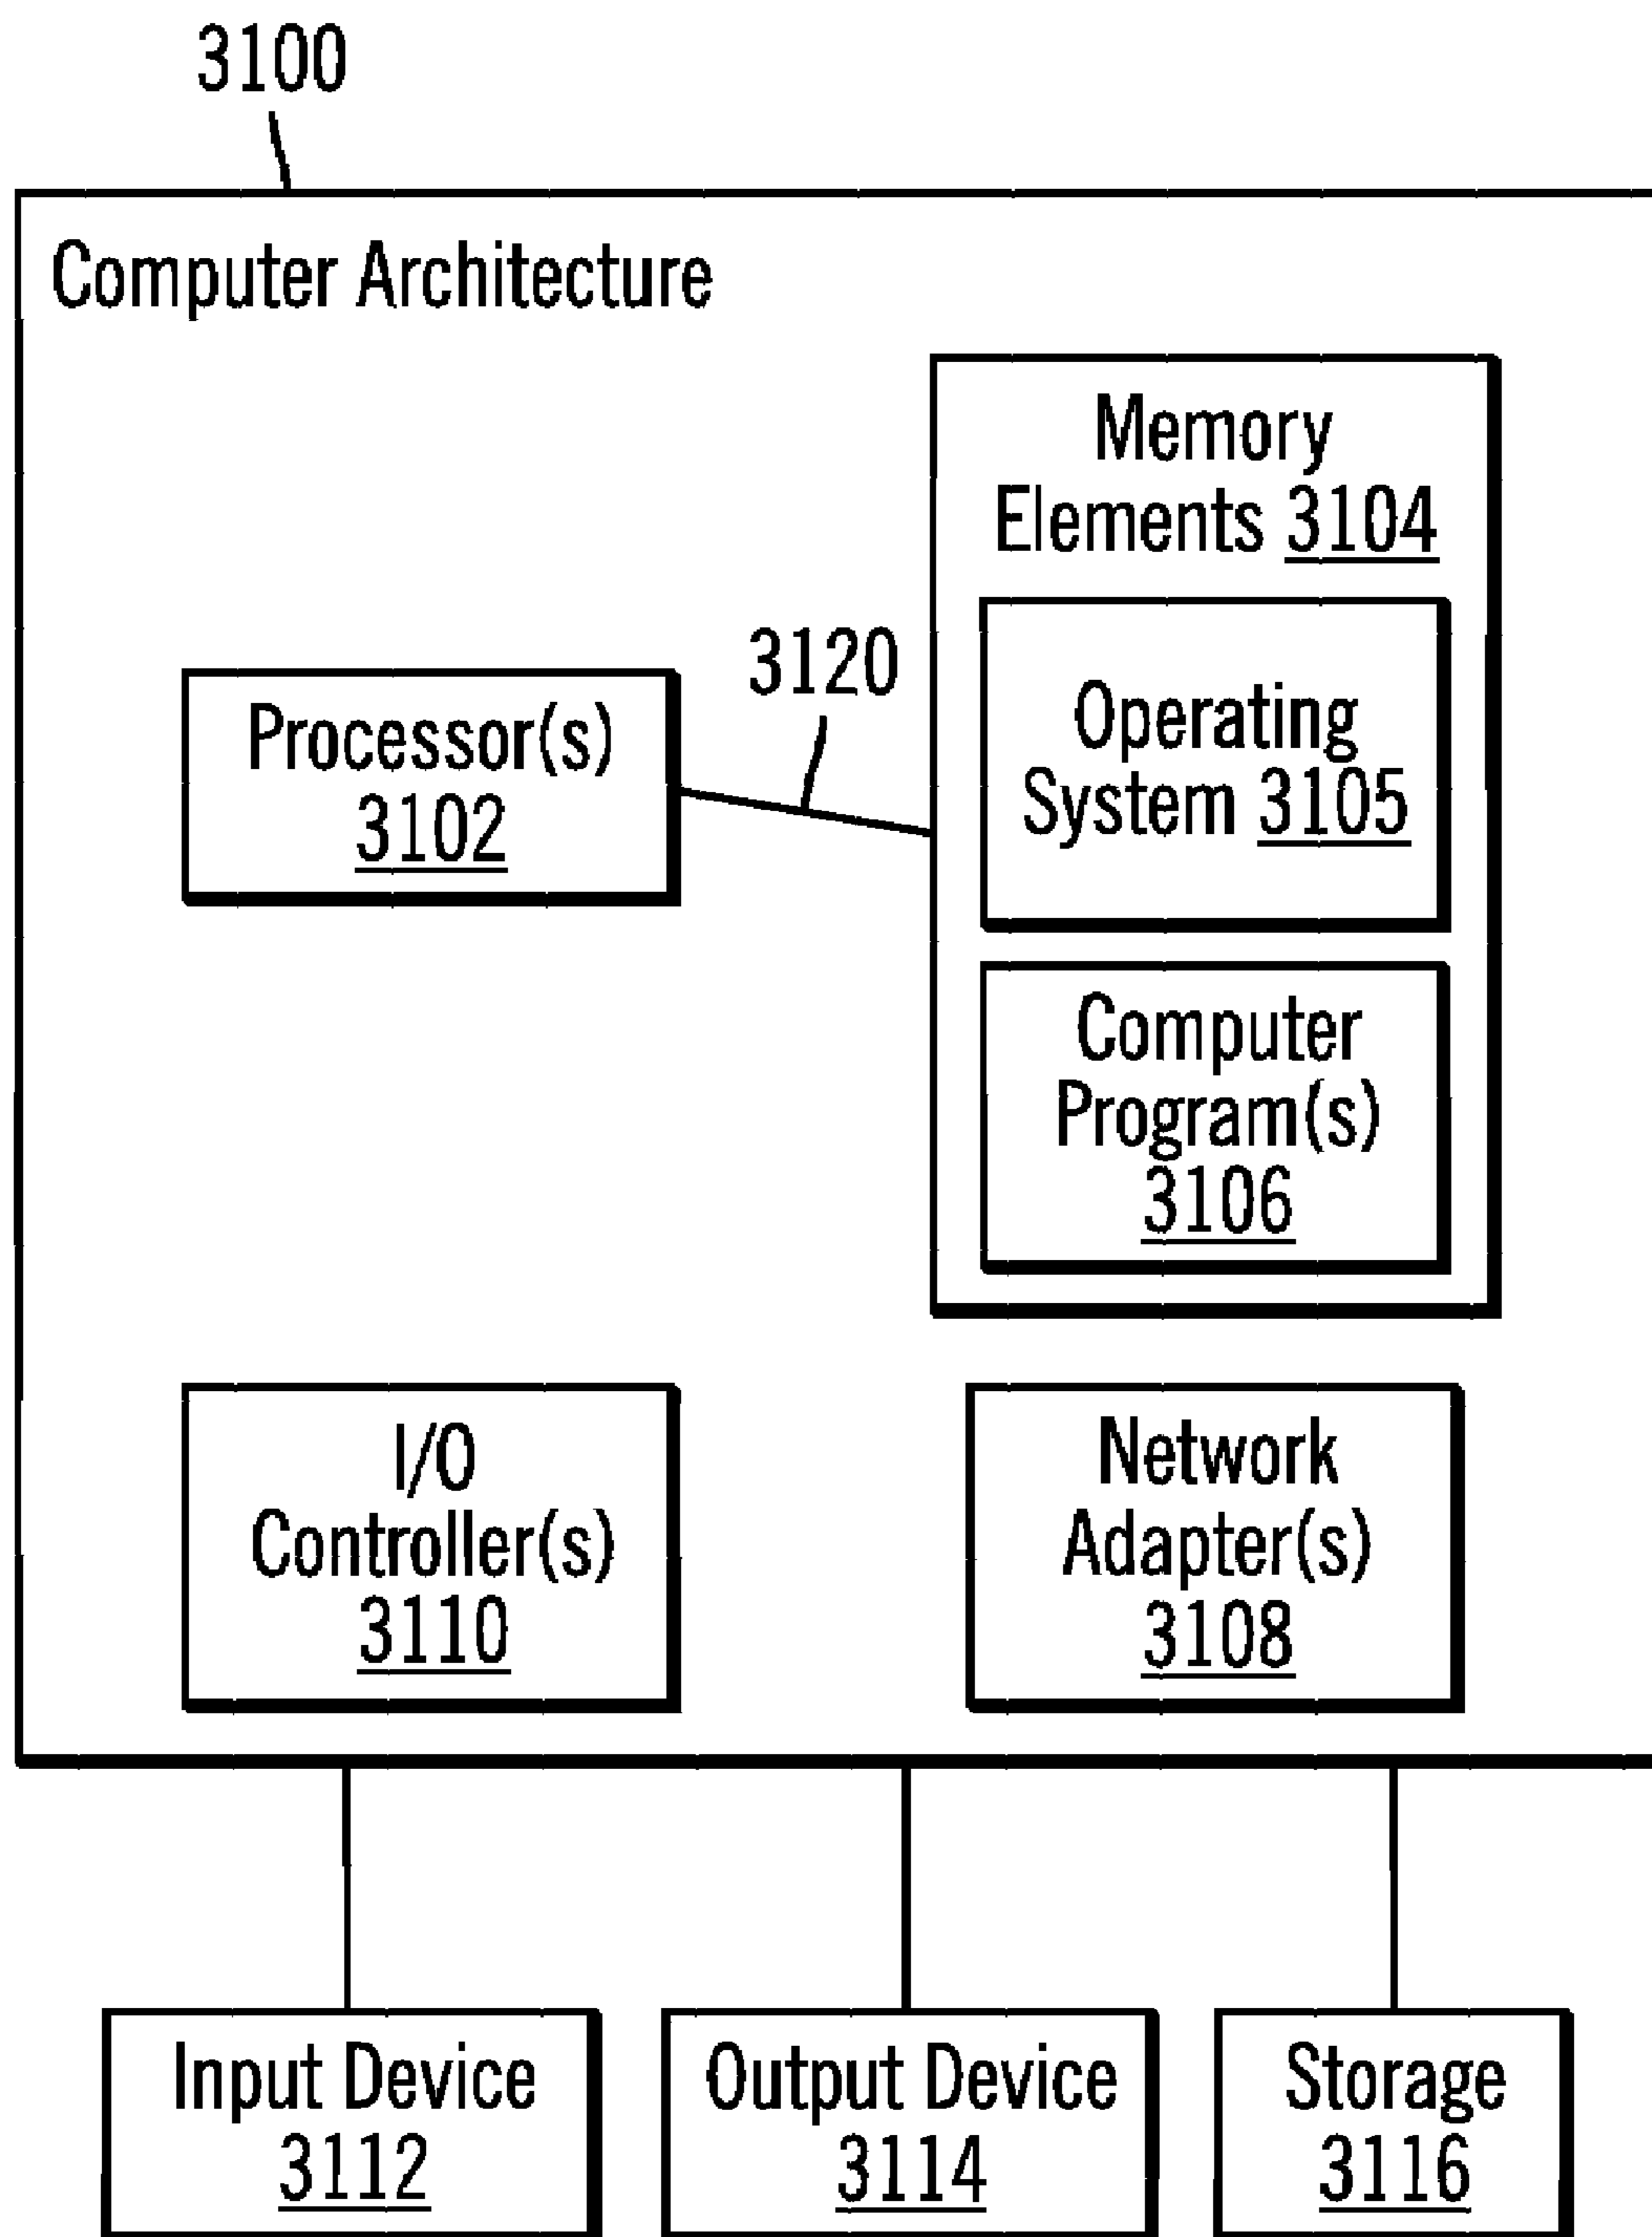 3100
Computer Architecture
Memory
Elements 3104
3120
Operating
System 3105
Processor(s)
3102
Computer
Program(s)
3106
I/O
Controller(s)
3110
Network
Adapter(s)
3108
Input Device
3112
Output Device
3114
Storage
3116